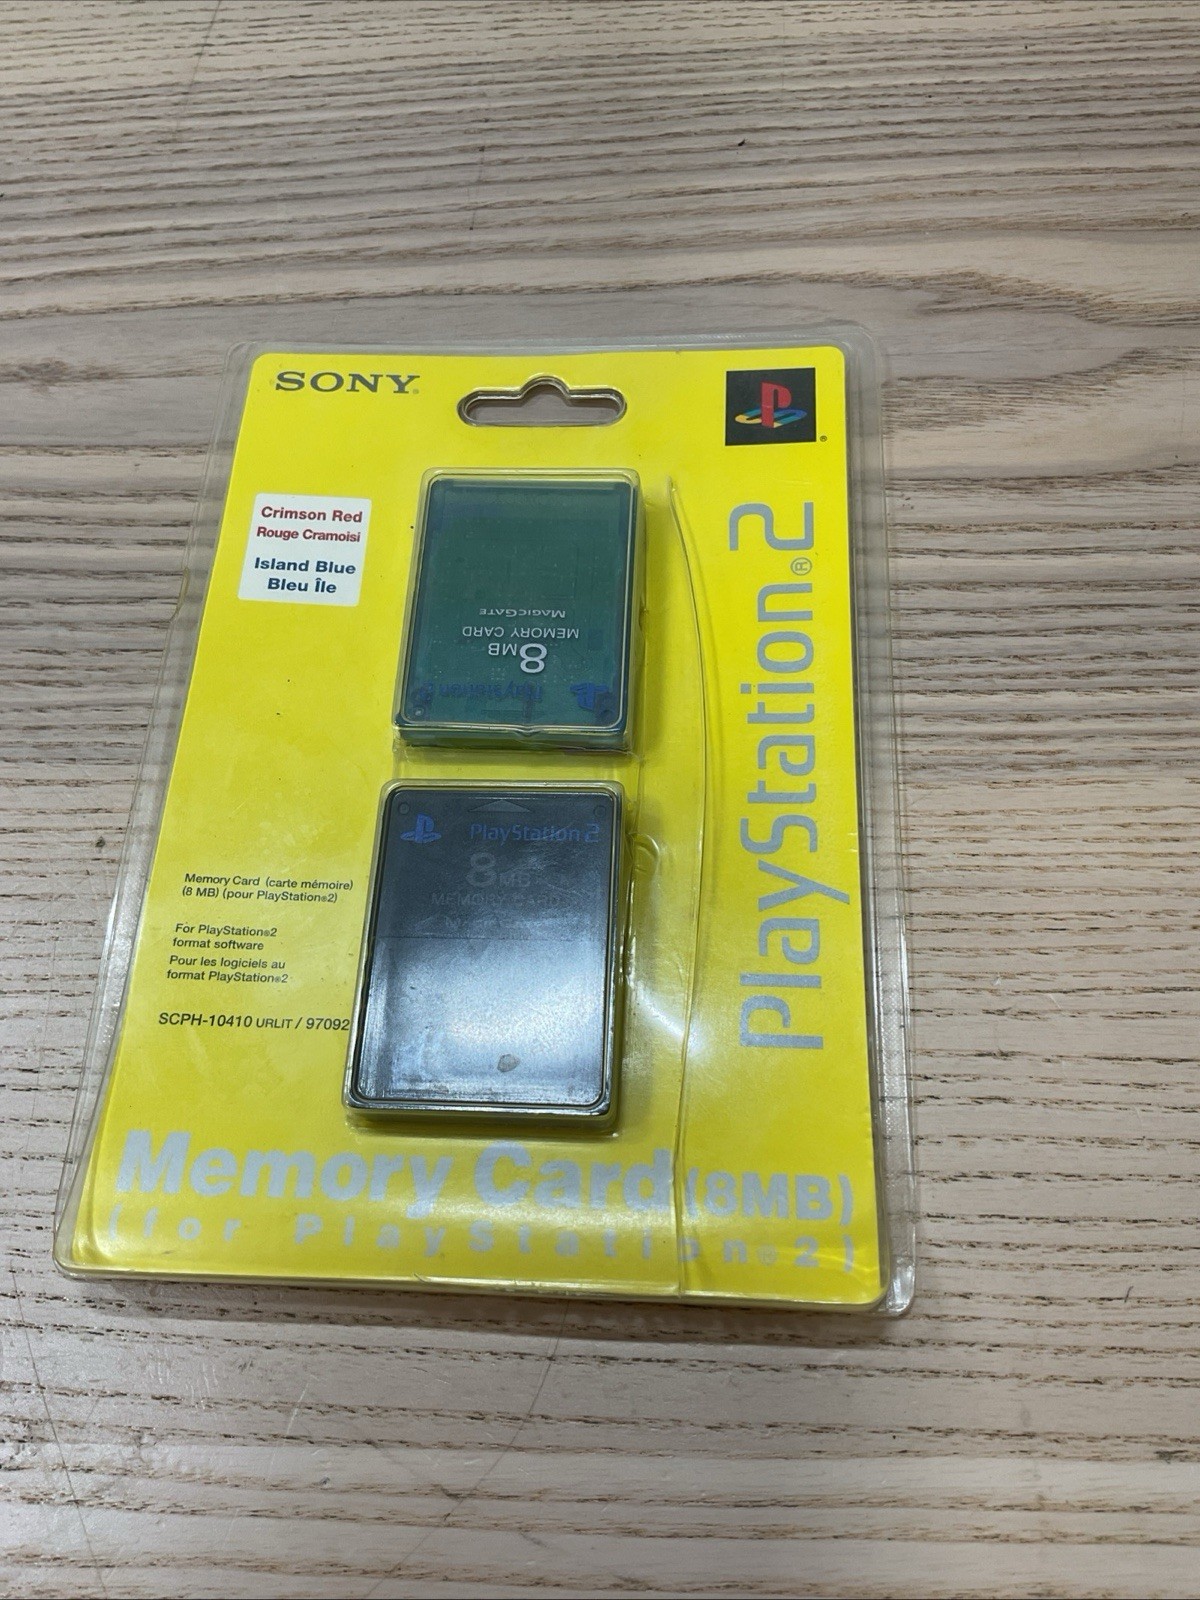 SONY®
Crimson Red
Rouge Cramoisi
Island Blue
Bleu Île
MAGICGATE
MEMORY CARD
8MB
PlayStation 2
PlayStation®2
PlayStation 2
8MB
MEMORY CARD
Memory Card (carte mémoire)
(8 MB) (pour PlayStation®2)
For PlayStation®2
format software
Pour les logiciels au
format PlayStation®2
SCPH-10410 URLIT / 97092
Memory Card (8MB)
(for PlayStation®2)